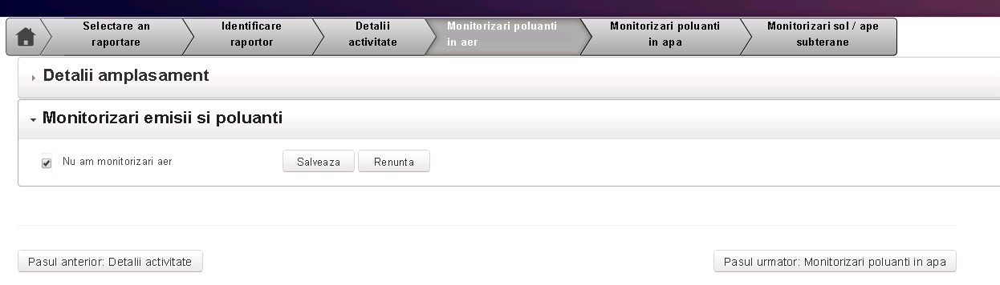 Selectare an
raportare
Identificare
raportor
Detalii
activitate
Monitorizari poluanti
in aer
Monitorizari poluanti
in apa
Monitorizari sol / ape
subterane
Detalii amplasament
Monitorizari emisii si poluanti
Nu am monitorizari aer
Salveaza
Renunta
Pasul anterior: Detalii activitate
Pasul urmator: Monitorizari poluanti in apa